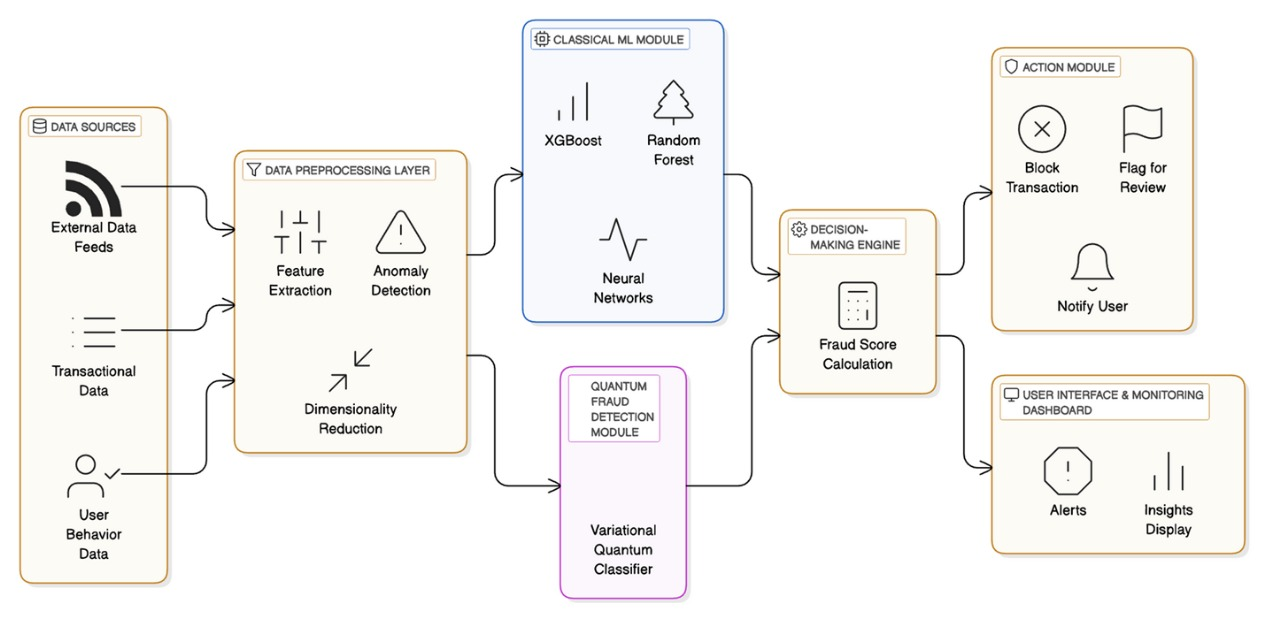 DATA SOURCES
External Data
Feeds
Transactional
Data
User
Behavior
Data
DATA PREPROCESSING LAYER
Feature
Extraction
Anomaly
Detection
Dimensionality
Reduction
CLASSICAL ML MODULE
XGBoost
Random
Forest
Neural
Networks
QUANTUM
FRAUD
DETECTION
MODULE
Variational
Quantum
Classifier
DECISION-
MAKING ENGINE
Fraud Score
Calculation
ACTION MODULE
Block
Transaction
Flag for
Review
Notify User
USER INTERFACE & MONITORING
DASHBOARD
Alerts
Insights
Display